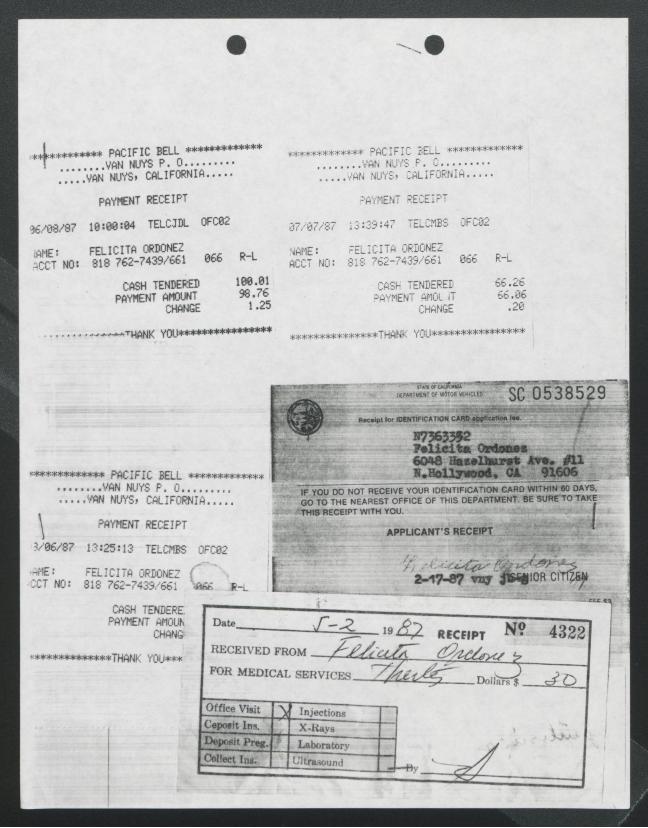 ************ PACIFIC BELL *************
........VAN NUYS P. O.........
.....VAN NUYS, CALIFORNIA.....
PAYMENT RECEIPT
06/08/87 10:00:04 TELCJDL OFC02
NAME: FELICITA ORDONEZ
ACCT NO: 818 762-7439/661 066 R-L
CASH TENDERED 100.01
PAYMENT AMOUNT 98.76
CHANGE 1.25
THANK YOU****************
************* PACIFIC BELL *************
........VAN NUYS P. O.........
.....VAN NUYS, CALIFORNIA.....
PAYMENT RECEIPT
07/07/87 13:39:47 TELCMBS OFC02
NAME: FELICITA ORDONEZ
ACCT NO: 818 762-7439/661 066 R-L
CASH TENDERED 66.26
PAYMENT AMOUNT 66.06
CHANGE .20
***************THANK YOU****************
STATE OF CALIFORNIA
DEPARTMENT OF MOTOR VEHICLES
SC 0538529
Receipt for IDENTIFICATION CARD application fee.
N7363352
Felicita Ordonez
6048 Hazelhurst Ave. #11
N.Hollywood, CA 91606
IF YOU DO NOT RECEIVE YOUR IDENTIFICATION CARD WITHIN 60 DAYS,
GO TO THE NEAREST OFFICE OF THIS DEPARTMENT. BE SURE TO TAKE
THIS RECEIPT WITH YOU.
APPLICANT'S RECEIPT
Felicita Ordonez
2-17-87 vny SENIOR CITIZEN
************* PACIFIC BELL *************
........VAN NUYS P. O.........
.....VAN NUYS, CALIFORNIA.....
PAYMENT RECEIPT
3/06/87 13:25:13 TELCMBS OFC02
AME: FELICITA ORDONEZ
CCT NO: 818 762-7439/661 066 R-L
CASH TENDERE
PAYMENT AMOUN
CHANG
**************THANK YOU***
Date 5-2 1987 RECEIPT No 4322
RECEIVED FROM Felicita Ordonez
FOR MEDICAL SERVICES Dollars $ 30
Office Visit X Injections
Deposit Ins. X-Rays
Deposit Preg. Laboratory
Collect Ins. Ultrasound
By